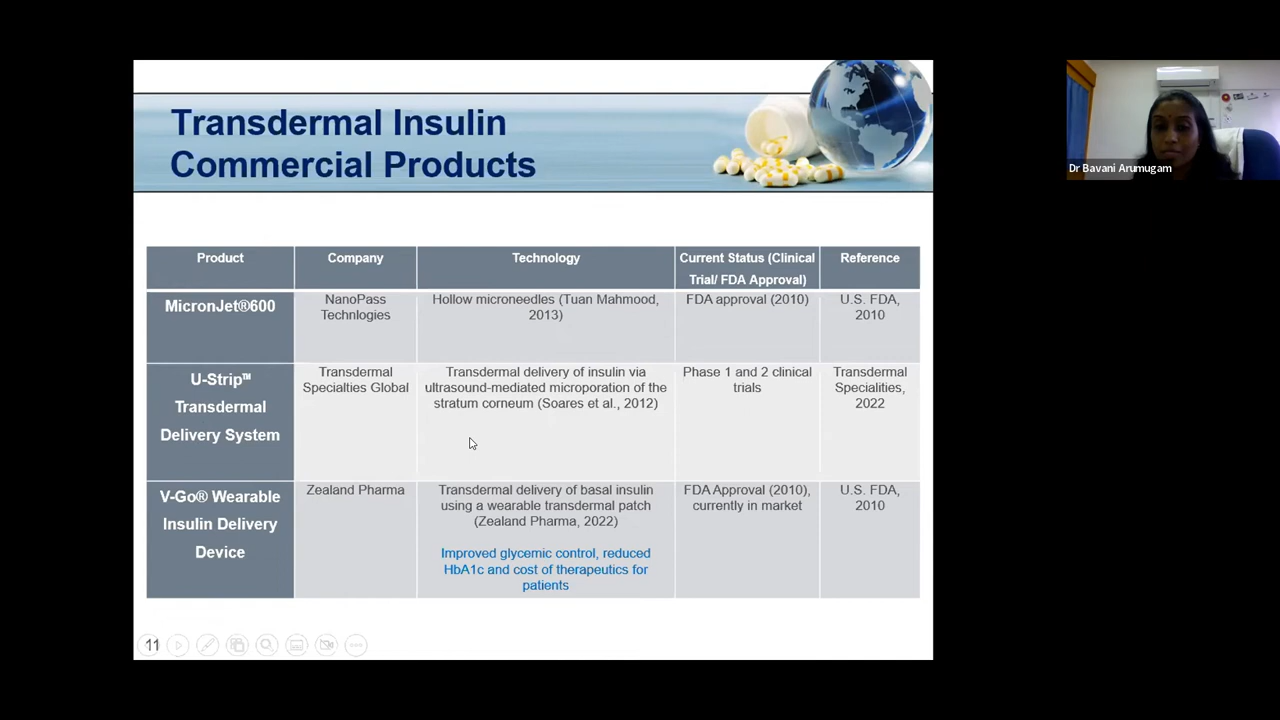 Transdermal Insulin
Commercial Products
Product
Company
Technology
Current Status (Clinical
Trial/ FDA Approval)
Reference
MicronJet®600
NanoPass
Technlogies
Hollow microneedles (Tuan Mahmood,
2013)
FDA approval (2010)
U.S. FDA,
2010
U-Strip™
Transdermal
Delivery System
Transdermal
Specialties Global
Transdermal delivery of insulin via
ultrasound-mediated microporation of the
stratum corneum (Soares et al., 2012)
Phase 1 and 2 clinical
trials
Transdermal
Specialities,
2022
V-Go® Wearable
Insulin Delivery
Device
Zealand Pharma
Transdermal delivery of basal insulin
using a wearable transdermal patch
(Zealand Pharma, 2022)
Improved glycemic control, reduced
HbA1c and cost of therapeutics for
patients
FDA Approval (2010),
currently in market
U.S. FDA,
2010
11
Dr Bavani Arumugam